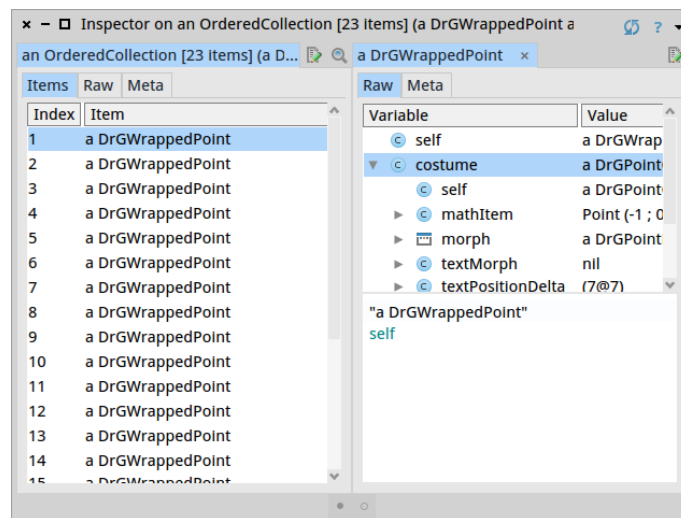 Inspector on an OrderedCollection [23 items] (a DrGWrappedPoint a
?
an OrderedCollection [23 items] (a D...
a DrGWrappedPoint ×
Items Raw Meta
Raw Meta
Index Item
1 a DrGWrappedPoint
2 a DrGWrappedPoint
3 a DrGWrappedPoint
4 a DrGWrappedPoint
5 a DrGWrappedPoint
6 a DrGWrappedPoint
7 a DrGWrappedPoint
8 a DrGWrappedPoint
9 a DrGWrappedPoint
10 a DrGWrappedPoint
11 a DrGWrappedPoint
12 a DrGWrappedPoint
13 a DrGWrappedPoint
14 a DrGWrappedPoint
15 a DrGWrappedPoint
Variable Value
self a DrGWrap
costume a DrGPoint
self a DrGPoint
mathItem Point (-1 ; 0
morph a DrGPoint
textMorph nil
textPositionDelta (7@7)
"a DrGWrappedPoint"
self